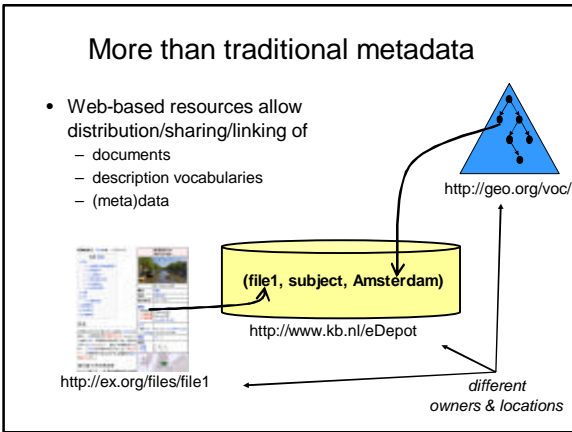 More than traditional metadata
• Web-based resources allow
distribution/sharing/linking of
– documents
– description vocabularies
– (meta)data
http://geo.org/voc/
(file1, subject, Amsterdam)
http://www.kb.nl/eDepot
http://ex.org/files/file1
different
owners & locations